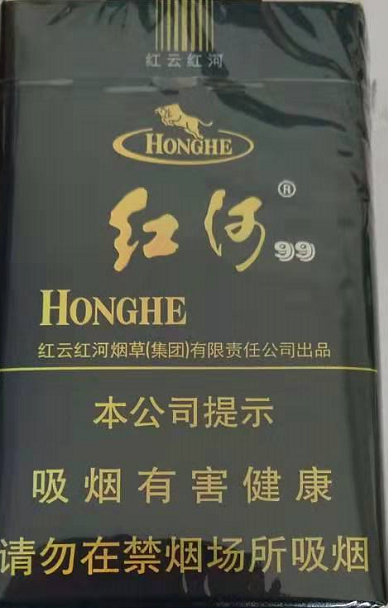 红云红河
HONGHE
红河®
99
HONGHE
红云红河烟草(集团)有限责任公司出品
本公司提示
吸烟有害健康
请勿在禁烟场所吸烟